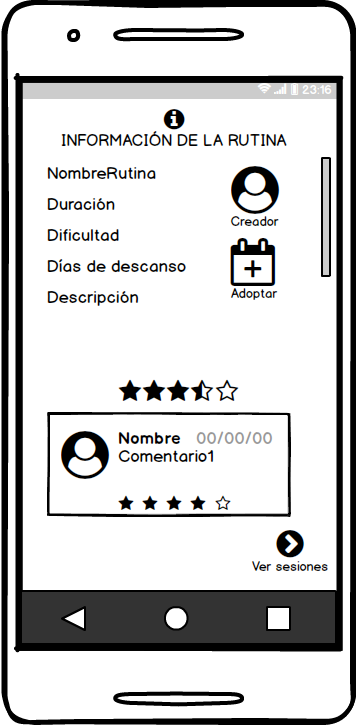 23:16
INFORMACIÓN DE LA RUTINA
NombreRutina
Duración
Creador
Dificultad
Días de descanso
Adoptar
Descripción
Nombre 00/00/00
Comentario1
Ver sesiones